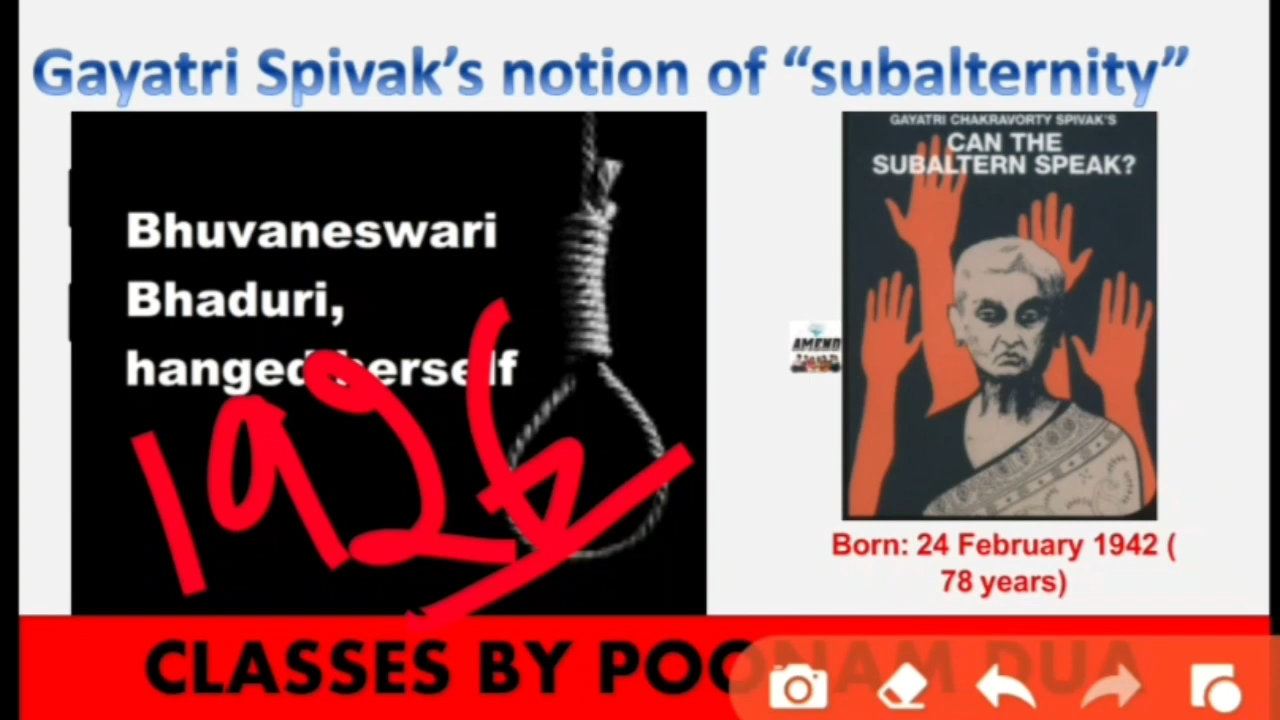 Gayatri Spivak's notion of “subalternity”
Bhuvaneswari
Bhaduri,
hanged herself
1926
GAYATRI CHAKRAVORTY SPIVAK'S
CAN THE
SUBALTERN SPEAK?
AMEND
Born: 24 February 1942 (
78 years)
CLASSES BY POONAM DUA